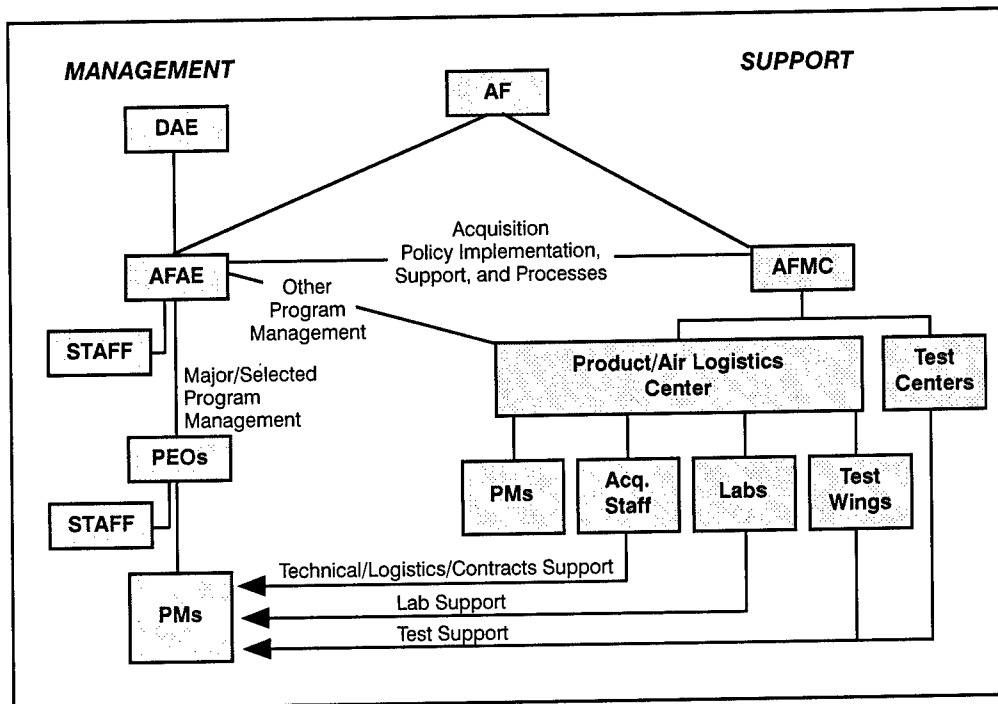 MANAGEMENT
SUPPORT
AF
DAE
Acquisition
Policy Implementation,
Support, and Processes
AFAE
AFMC
Other
Program
Management
STAFF
Product/Air Logistics
Center
Test
Centers
Major/Selected
Program
Management
PEOs
PMs
Acq.
Staff
Labs
Test
Wings
STAFF
Technical/Logistics/Contracts Support
PMs
Lab Support
Test Support